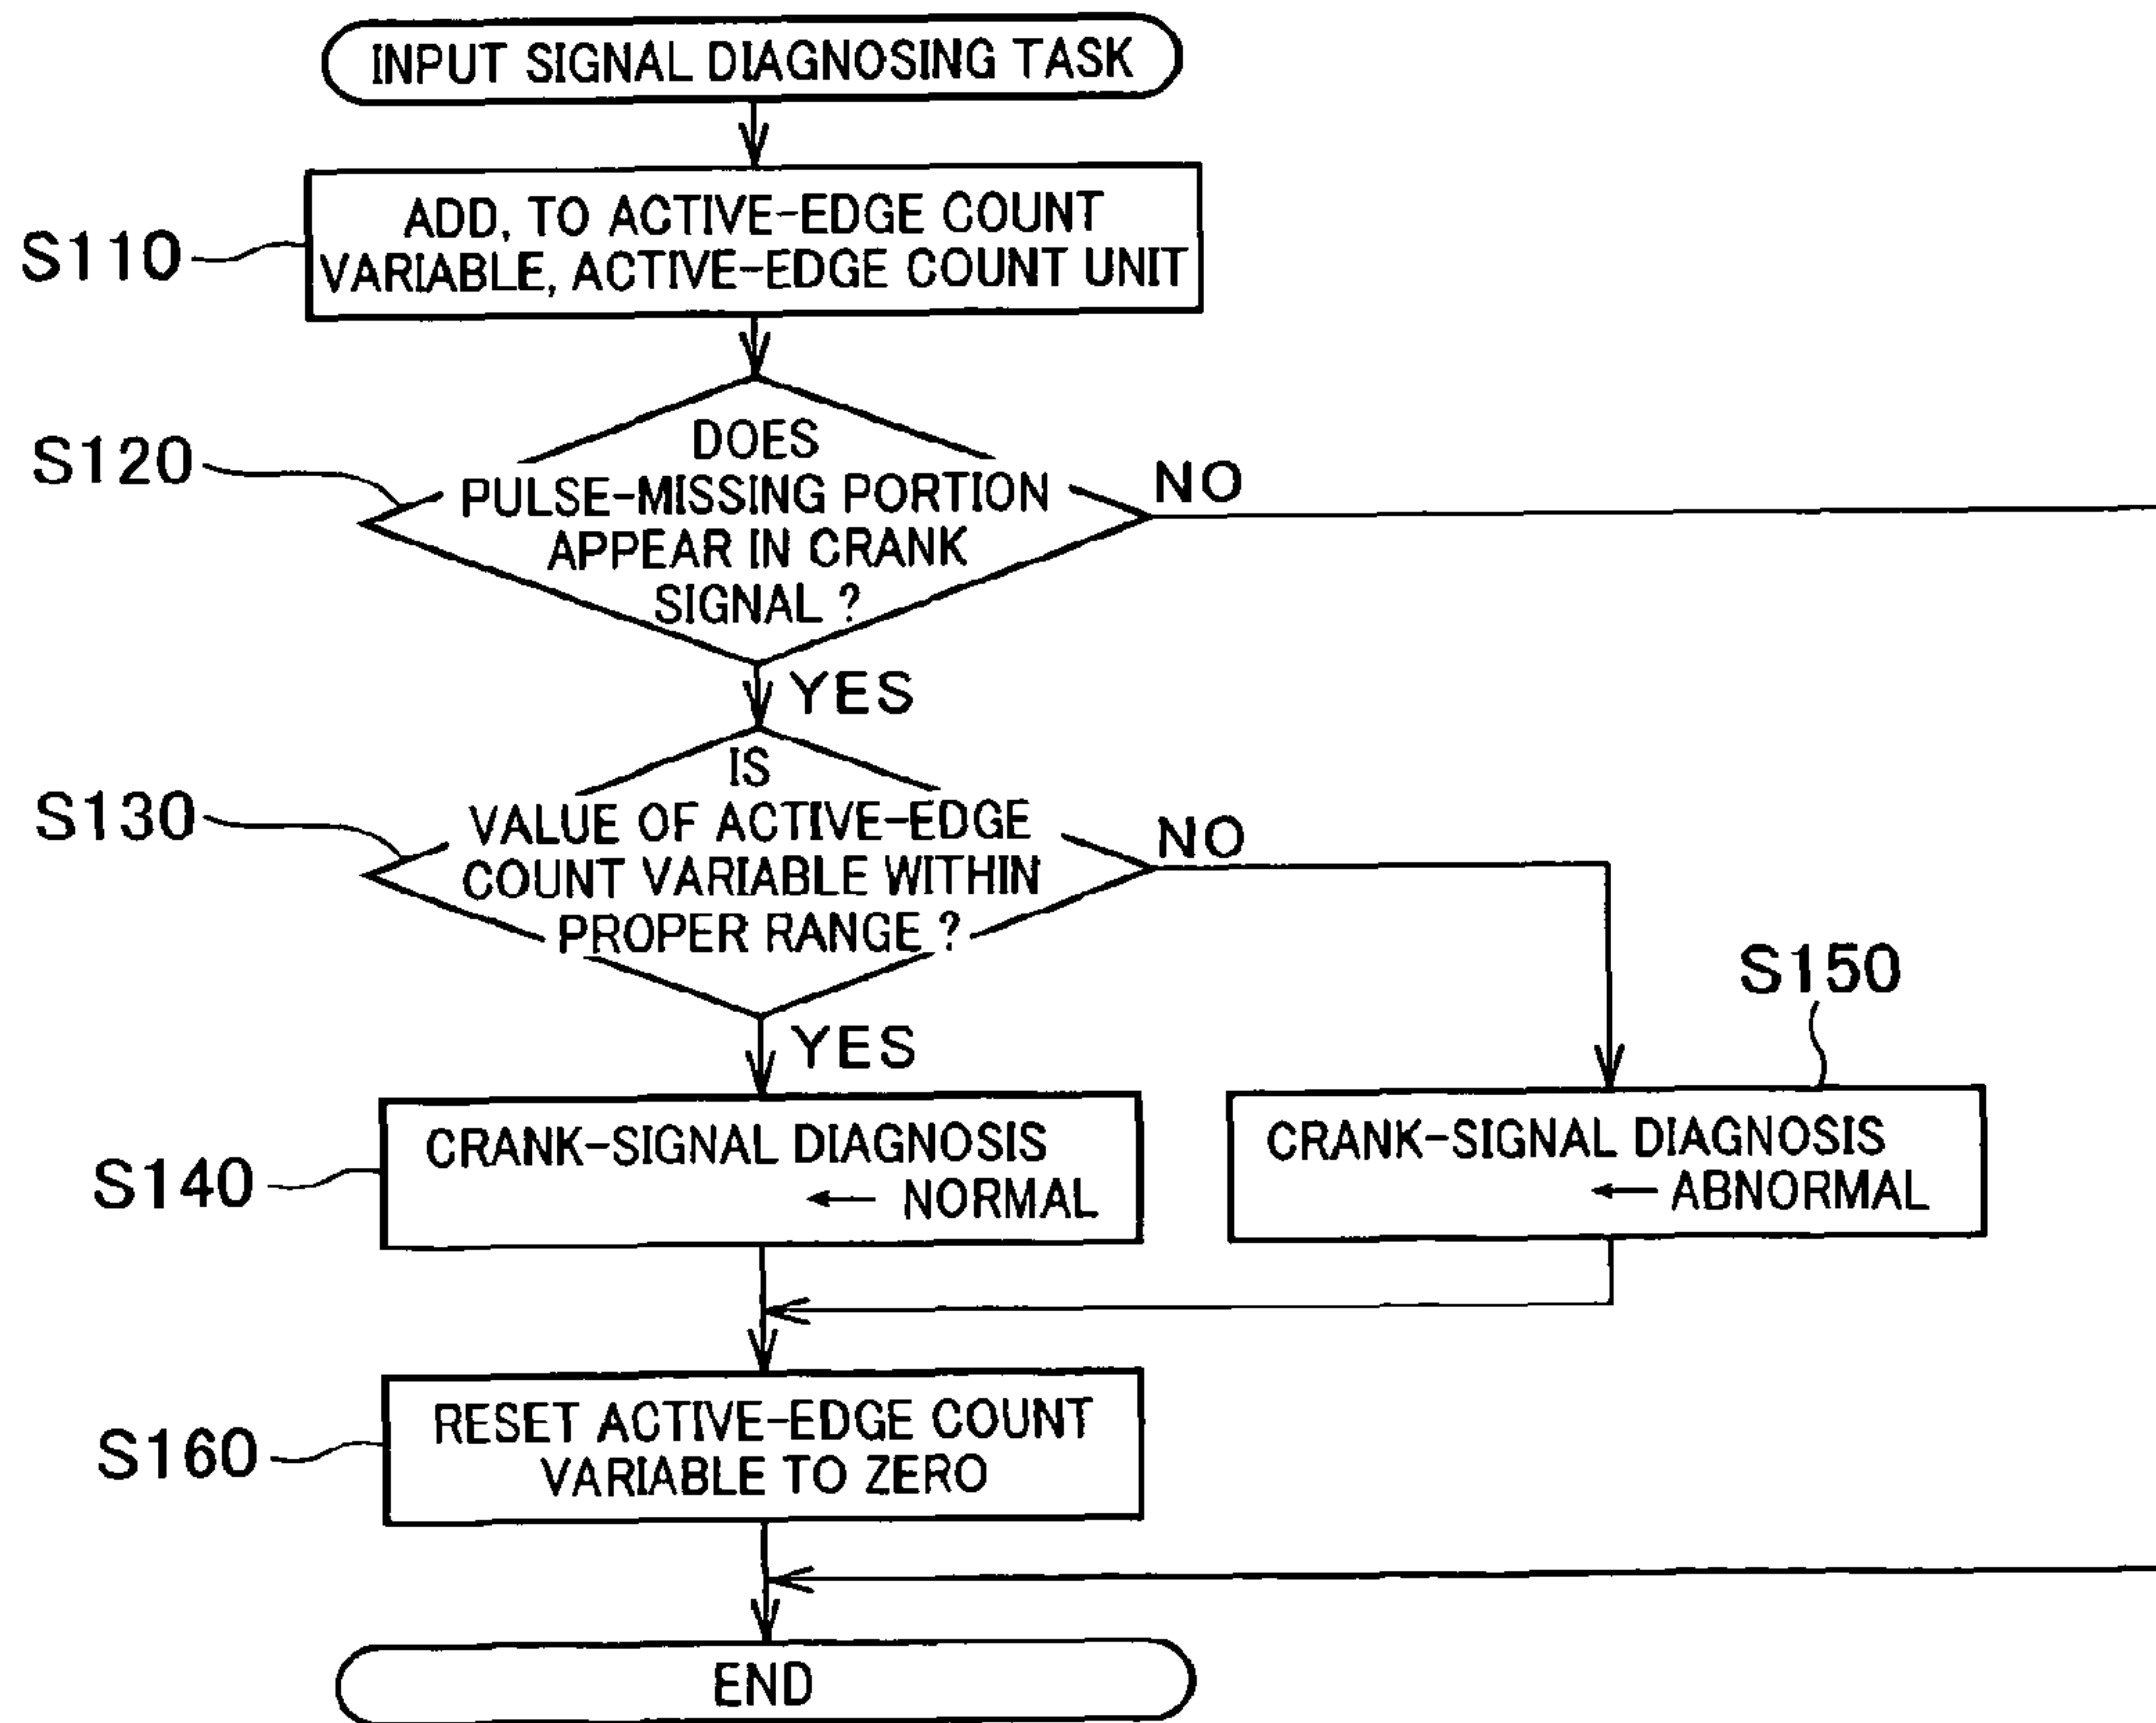 INPUT SIGNAL DIAGNOSING TASK
S110
ADD, TO ACTIVE-EDGE COUNT
VARIABLE, ACTIVE-EDGE COUNT UNIT
S120
DOES
PULSE-MISSING PORTION
APPEAR IN CRANK
SIGNAL ?
NO
YES
S130
IS
VALUE OF ACTIVE-EDGE
COUNT VARIABLE WITHIN
PROPER RANGE ?
NO
YES
S150
S140
CRANK-SIGNAL DIAGNOSIS
← NORMAL
CRANK-SIGNAL DIAGNOSIS
← ABNORMAL
S160
RESET ACTIVE-EDGE COUNT
VARIABLE TO ZERO
END